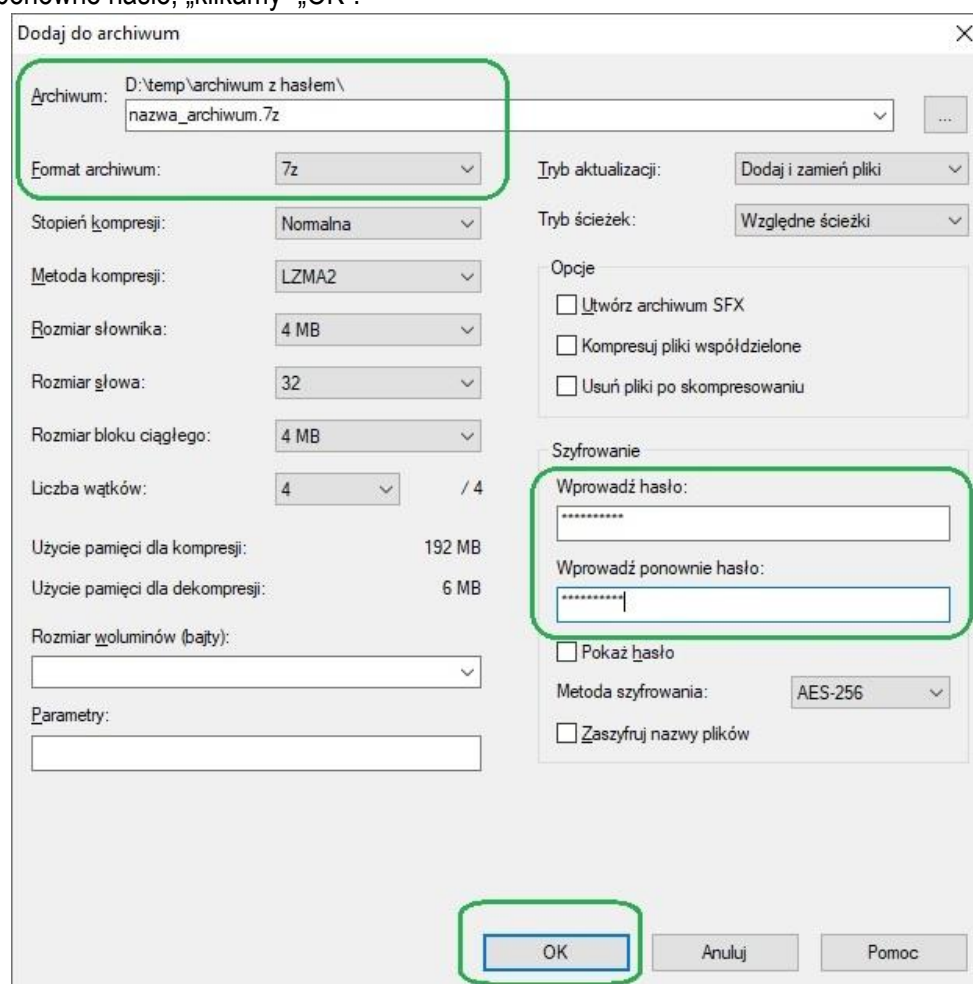 ponownie hasło, „klikamy” „OK”.
Dodaj do archiwum
Archiwum:
D:\temp\archiwum z hasłem\
nazwa_archiwum.7z
...
Format archiwum:
7z
Tryb aktualizacji:
Dodaj i zamień pliki
Stopień kompresji:
Normalna
Tryb ścieżek:
Względne ścieżki
Metoda kompresji:
LZMA2
Opcje
Utwórz archiwum SFX
Rozmiar słownika:
4 MB
Kompresuj pliki współdzielone
Rozmiar słowa:
32
Usuń pliki po skompresowaniu
Rozmiar bloku ciągłego:
4 MB
Szyfrowanie
Liczba wątków:
4
/ 4
Wprowadź hasło:
**********
Użycie pamięci dla kompresji:
192 MB
Wprowadź ponownie hasło:
**********
Użycie pamięci dla dekompresji:
6 MB
Rozmiar woluminów (bajty):
Pokaż hasło
Metoda szyfrowania:
AES-256
Parametry:
Zaszyfruj nazwy plików
OK
Anuluj
Pomoc